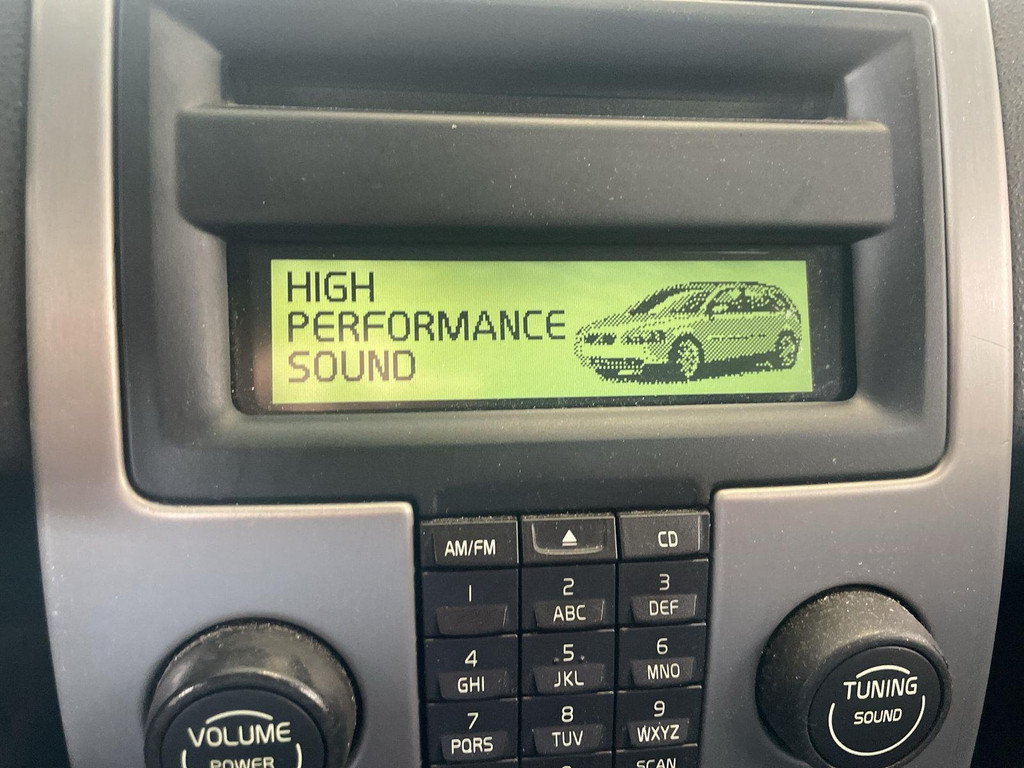 HIGH
PERFORMANCE
SOUND
AM/FM
CD
1
2
3
ABC
DEF
4
5
6
GHI
JKL
MNO
7
8
9
PQRS
TUV
WXYZ
SCAN
VOLUME
POWER
TUNING
SOUND